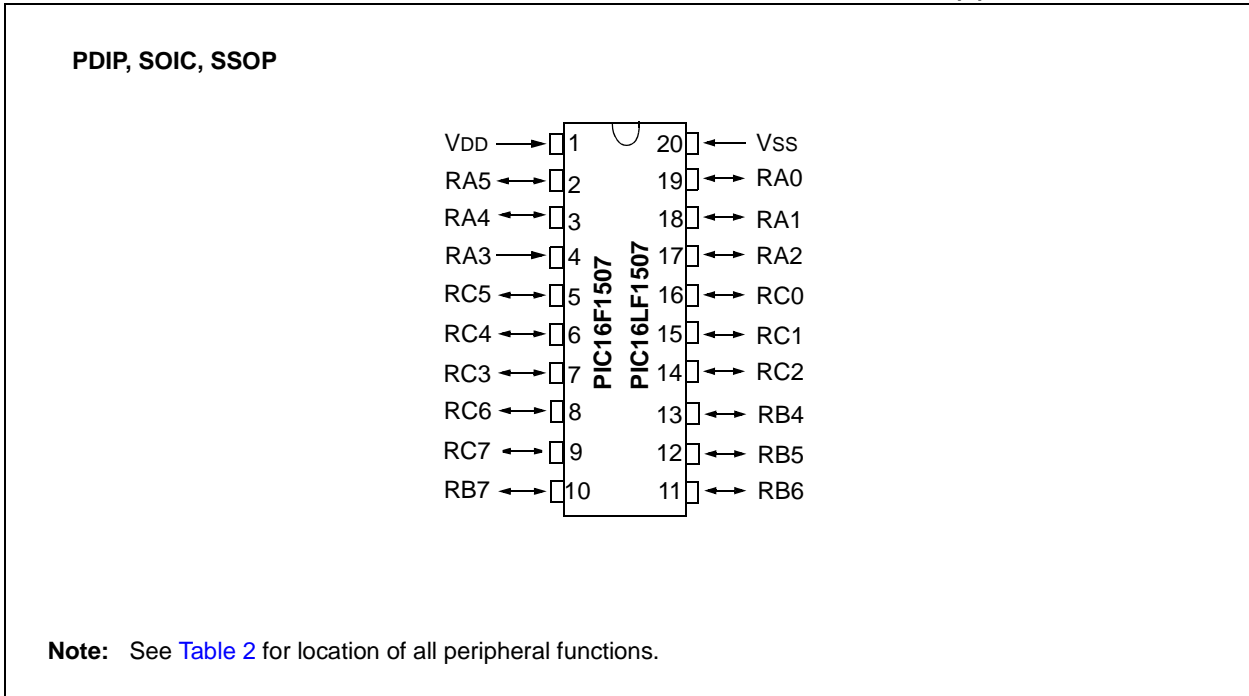 PDIP, SOIC, SSOP
VDD 1 20 VSS
RA5 2 19 RA0
RA4 3 18 RA1
RA3 4 17 RA2
RC5 5 16 RC0
RC4 6 15 RC1
RC3 7 14 RC2
RC6 8 13 RB4
RC7 9 12 RB5
RB7 10 11 RB6
PIC16F1507
PIC16LF1507
Note: See Table 2 for location of all peripheral functions.